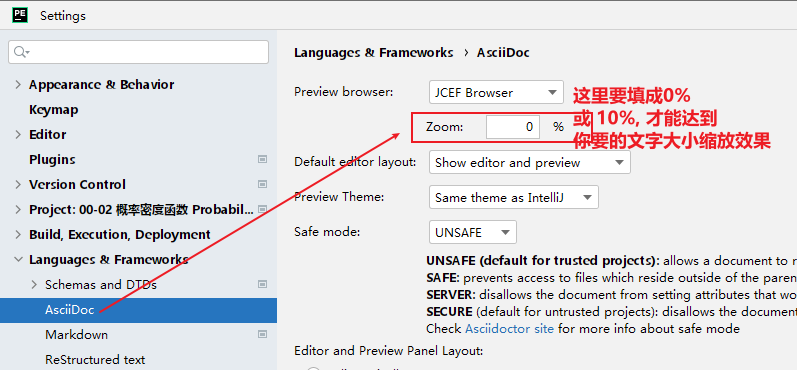 PE Settings
Languages & Frameworks › AsciiDoc
Appearance & Behavior
Keymap
Editor
Plugins
Version Control
Project: 00-02 概率密度函数 Probabil...
Build, Execution, Deployment
Languages & Frameworks
Schemas and DTDs
AsciiDoc
Markdown
ReStructured text
Preview browser: JCEF Browser
Zoom: 0 %
这里要填成0%
或 10%, 才能达到
你要的文字大小缩放效果
Default editor layout: Show editor and preview
Preview Theme: Same theme as IntelliJ
Safe mode: UNSAFE
UNSAFE (default for trusted projects): allows a document to r
SAFE: prevents access to files which reside outside of the paren
SERVER: disallows the document from setting attributes that wo
SECURE (default for untrusted projects): disallows the document
Check Asciidoctor site for more info about safe mode
Editor and Preview Panel Layout: